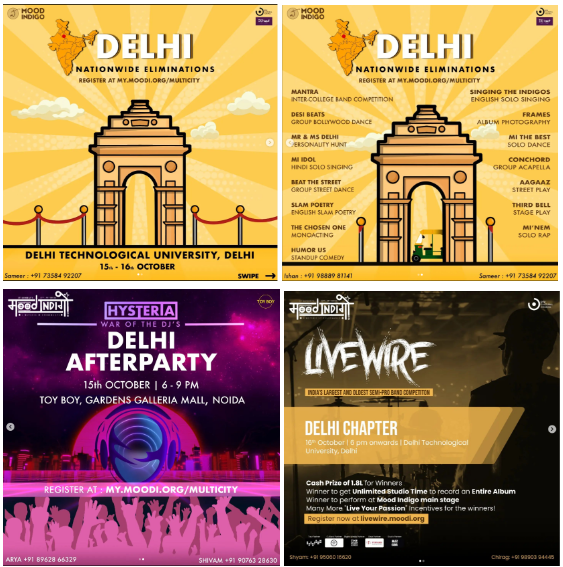 MOOD
INDIGO
DELHI
NATIONWIDE ELIMINATIONS
REGISTER AT MY.MOODI.ORG/MULTICITY
DELHI TECHNOLOGICAL UNIVERSITY, DELHI
15th - 16th OCTOBER
Sameer : +91 73584 92207
SWIPE
MOOD
INDIGO
DELHI
NATIONWIDE ELIMINATIONS
REGISTER AT MY.MOODI.ORG/MULTICITY
MANTRA
INTER COLLEGE BAND COMPETITION
DESI BEATS
GROUP BOLLYWOOD DANCE
MR & MS DELHI
PERSONALITY HUNT
MI IDOL
HINDI SOLO SINGING
BEAT THE STREET
GROUP STREET DANCE
SLAM POETRY
ENGLISH SLAM POETRY
THE CHOSEN ONE
MONOACTING
HUMOR US
STANDUP COMEDY
SINGING THE INDIGOS
ENGLISH SOLO SINGING
FRAMES
ALBUM PHOTOGRAPHY
MI THE BEST
SOLO DANCE
CONCHORD
GROUP ACAPELLA
AAGAAZ
STREET PLAY
THIRD BELL
STAGE PLAY
MI'NEM
SOLO RAP
Ishan : +91 98889 81141
Sameer : +91 73584 92207
TOY BOY
HYSTERIA
WAR OF THE DJ'S
DELHI
AFTERPARTY
15th OCTOBER | 6 - 9 PM
TOY BOY, GARDENS GALLERIA MALL, NOIDA
REGISTER AT : MY.MOODI.ORG/MULTICITY
ARYA +91 89628 66329
SHIVAM +91 90763 28630
LIVEWIRE
INDIA'S LARGEST AND OLDEST SEMI-PRO BAND COMPETITION
DELHI CHAPTER
16th October | 6 pm onwards | Delhi Technological
University, Delhi
Cash Prize of 1.8L for Winners
Winner to get Unlimited Studio Time to record an Entire Album
Winner to perform at Mood Indigo main stage
Many More 'Live Your Passion' Incentives for the winners!
Register now at livewire.moodi.org
Shyam: +91 95060 16620
Chirag: +91